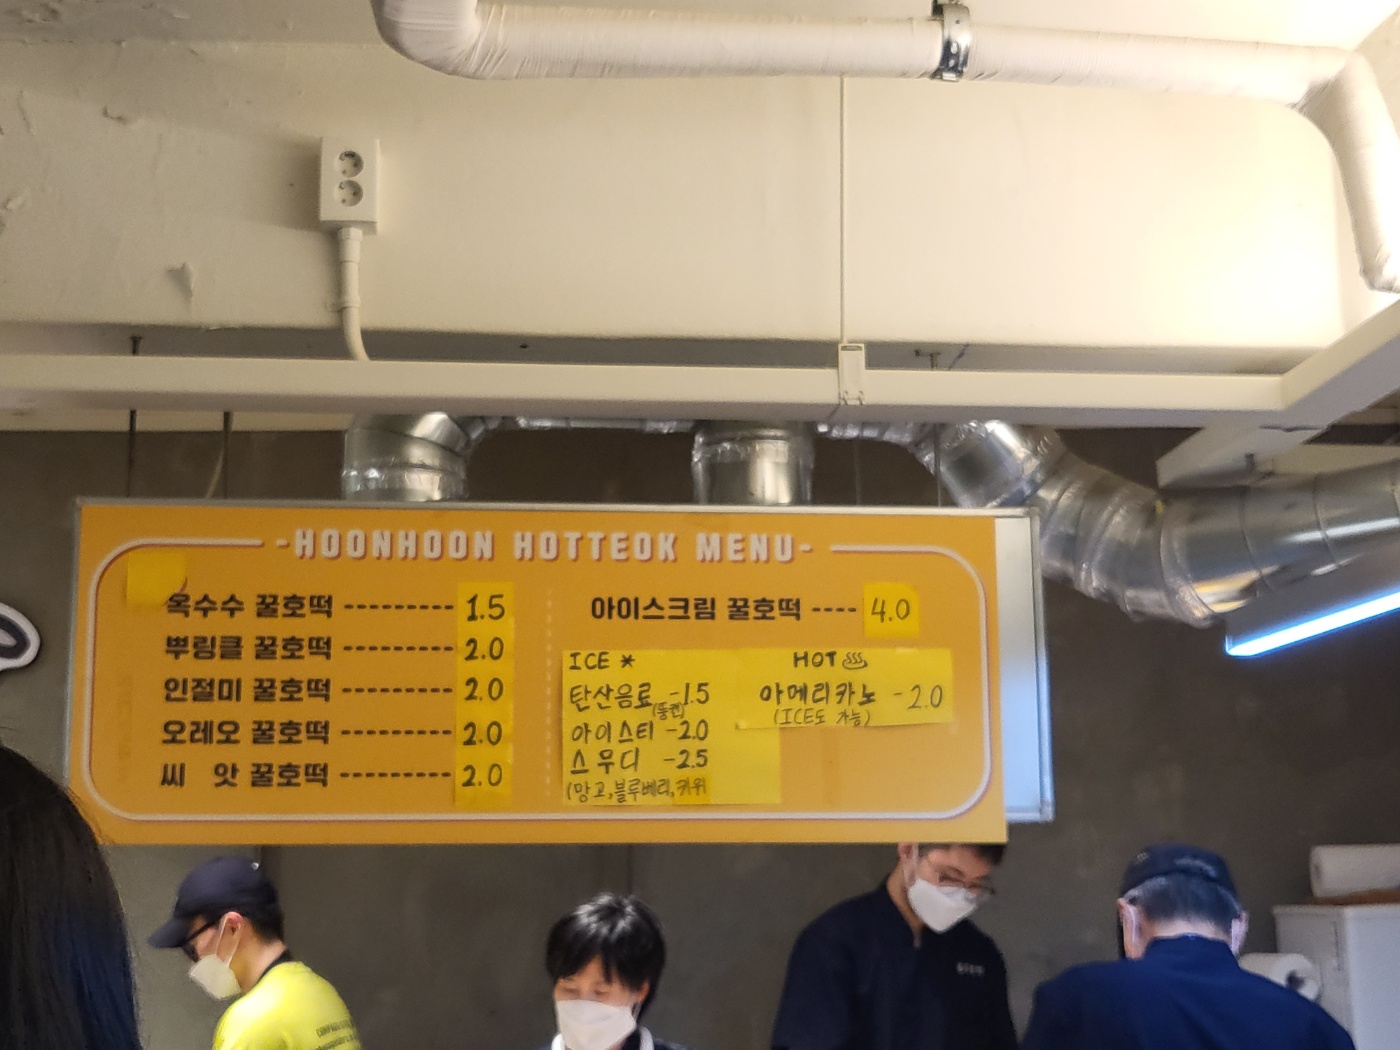 -HOONHOON HOTTEOK MENU-
옥수수 꿀호떡 --------- 1.5
뿌링클 꿀호떡 --------- 2.0
인절미 꿀호떡 --------- 2.0
오레오 꿀호떡 --------- 2.0
씨 앗 꿀호떡 --------- 2.0
아이스크림 꿀호떡 ---- 4.0
ICE *
탄산음료 -1.5
(뚱캔)
아이스티 -2.0
스무디 -2.5
(망고,블루베리,키위
HOT
아메리카노 -2.0
(ICE도 가능)